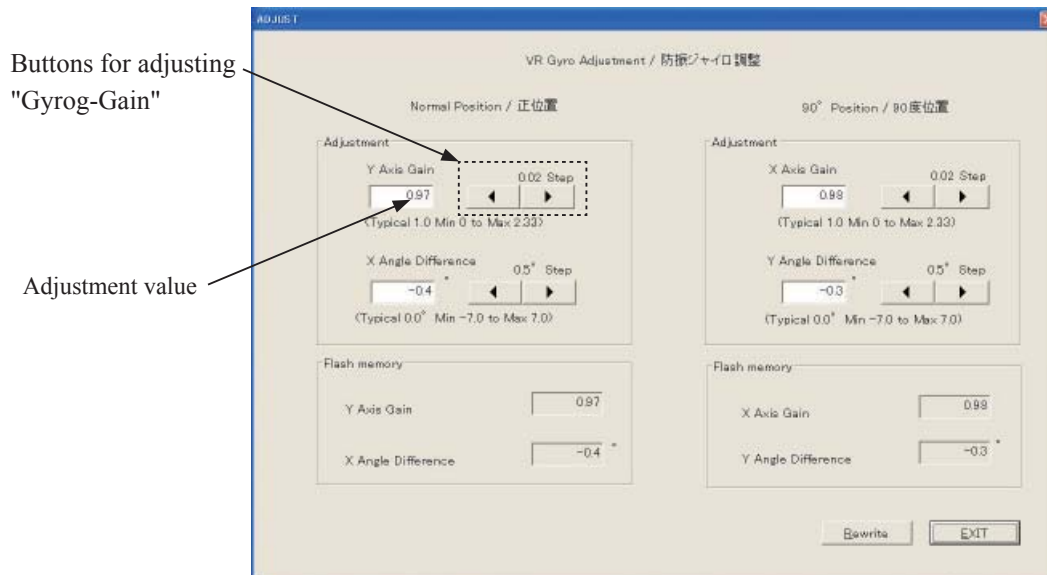 ADJUST
VR Gyro Adjustment / 防振ジャイロ調整
Buttons for adjusting
"Gyrog-Gain"
Normal Position / 正位置
Adjustment
Y Axis Gain
0.02 Step
0.97
(Typical 1.0 Min 0 to Max 2.33)
Adjustment value
X Angle Difference
0.5° Step
-0.4 °
(Typical 0.0° Min -7.0 to Max 7.0)
Flash memory
Y Axis Gain 0.97
X Angle Difference -0.4 °
90° Position / 90度位置
Adjustment
X Axis Gain
0.02 Step
0.98
(Typical 1.0 Min 0 to Max 2.33)
Y Angle Difference
0.5° Step
-0.3 °
(Typical 0.0° Min -7.0 to Max 7.0)
Flash memory
X Axis Gain 0.98
Y Angle Difference -0.3 °
Rewrite EXIT